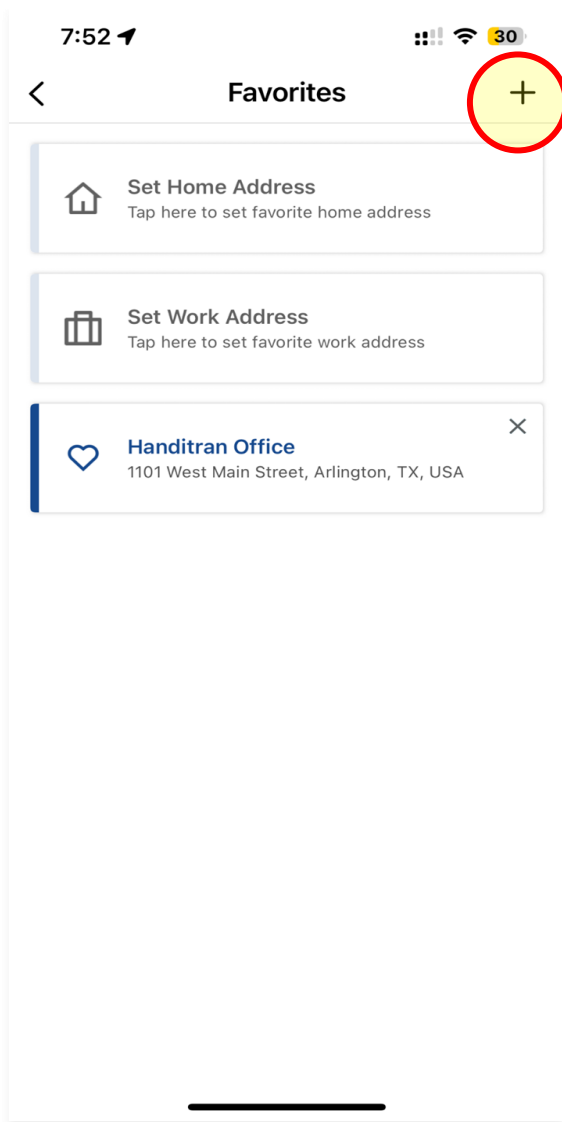 7:52
30
Favorites
Set Home Address
Tap here to set favorite home address
Set Work Address
Tap here to set favorite work address
Handitran Office
1101 West Main Street, Arlington, TX, USA